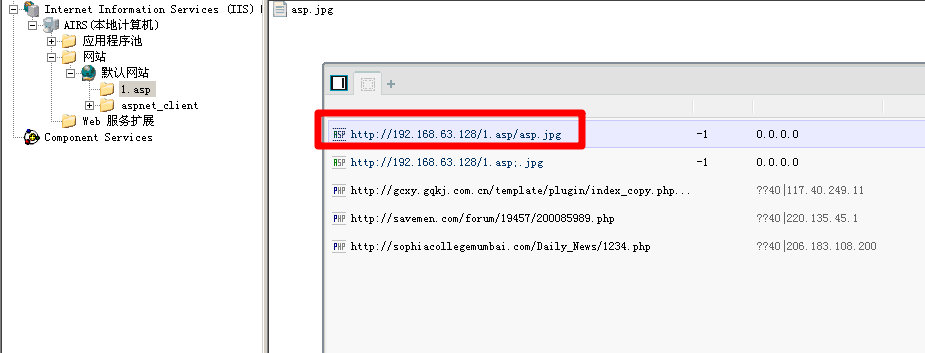 Internet Information Services (IIS)
AIRS(本地计算机)
应用程序池
网站
默认网站
1.asp
aspnet_client
Web 服务扩展
Component Services
asp.jpg
http://192.168.63.128/1.asp/asp.jpg -1 0.0.0.0
http://192.168.63.128/1.asp;.jpg -1 0.0.0.0
http://gcxy.gqkj.com.cn/template/plugin/index_copy.php... ??40|117.40.249.11
http://savemen.com/forum/19457/200085989.php ??40|220.135.45.1
http://sophiacollegemumbai.com/Daily_News/1234.php ??40|206.183.108.200